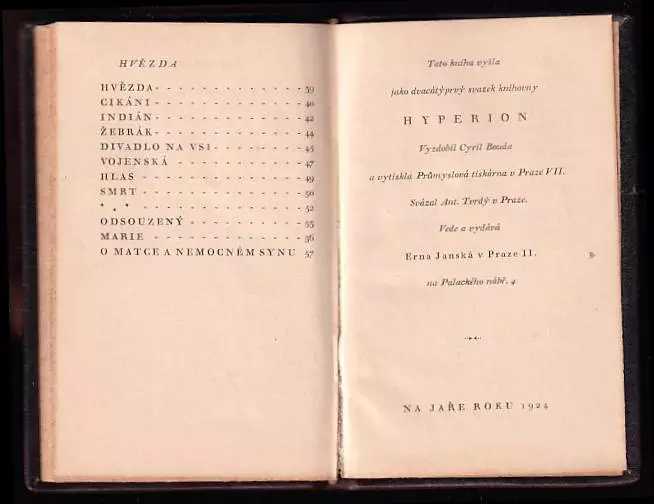 HVĚZDA
HVĚZDA - - - - - - - - - - - - 39
CIKÁNI - - - - - - - - - - - - 40
INDIÁN - - - - - - - - - - - - 42
ŽEBRÁK - - - - - - - - - - - - 44
DIVADLO NA VSI - - - - - - - - 45
VOJENSKÁ - - - - - - - - - - - 47
HLAS - - - - - - - - - - - - - 49
SMRT - - - - - - - - - - - - - 50
* * * - - - - - - - - - - - - 52
ODSOUZENÝ - - - - - - - - - - 53
MARIE - - - - - - - - - - - - 56
O MATCE A NEMOCNÉM SYNU 57
Tato kniha vyšla
jako dvacátýprvý svazek knihovny
HYPERION
Vyzdobil Cyril Bouda
a vytiskla Průmyslová tiskárna v Praze VII.
Svázal Ant. Tvrdý v Praze.
Vede a vydává
Erna Janská v Praze II.
na Palackého nábř. 4
NA JAŘE ROKU 1924